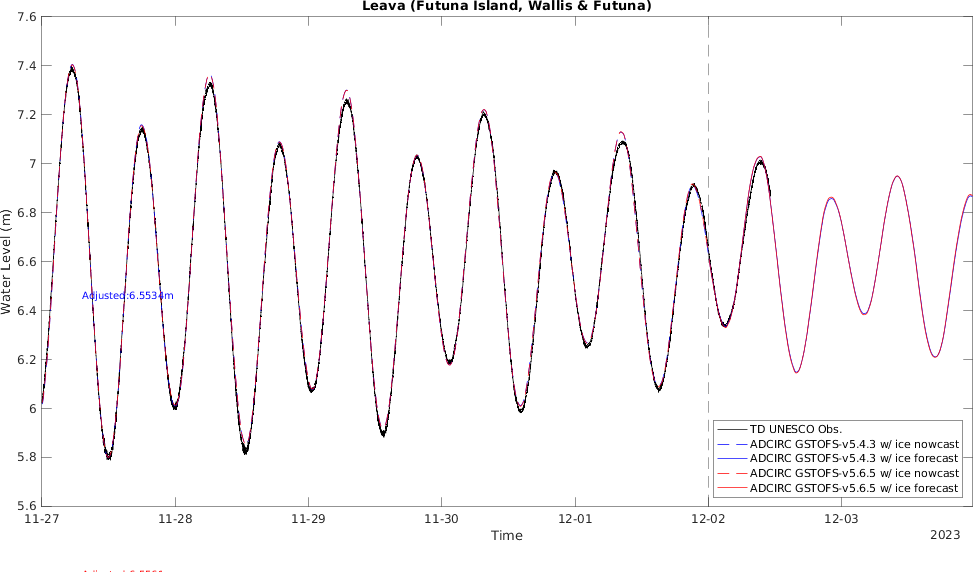 Leava (Futuna Island, Wallis & Futuna)
7.6
7.4
7.2
7
6.8
6.6
6.4
6.2
6
5.8
5.6
Water Level (m)
Adjusted:6.5534m
TD UNESCO Obs.
ADCIRC GSTOFS-v5.4.3 w/ ice nowcast
ADCIRC GSTOFS-v5.4.3 w/ ice forecast
ADCIRC GSTOFS-v5.6.5 w/ ice nowcast
ADCIRC GSTOFS-v5.6.5 w/ ice forecast
11-27 11-28 11-29 11-30 12-01 12-02 12-03
Time
2023